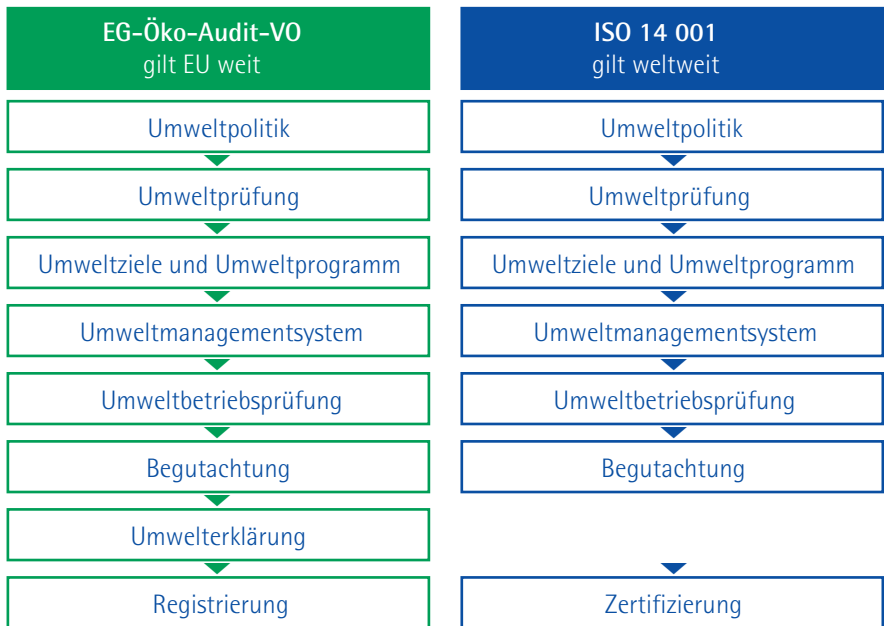 EG-Öko-Audit-VO
gilt EU weit
Umweltpolitik
Umweltprüfung
Umweltziele und Umweltprogramm
Umweltmanagementsystem
Umweltbetriebsprüfung
Begutachtung
Umwelterklärung
Registrierung
ISO 14 001
gilt weltweit
Umweltpolitik
Umweltprüfung
Umweltziele und Umweltprogramm
Umweltmanagementsystem
Umweltbetriebsprüfung
Begutachtung
Zertifizierung